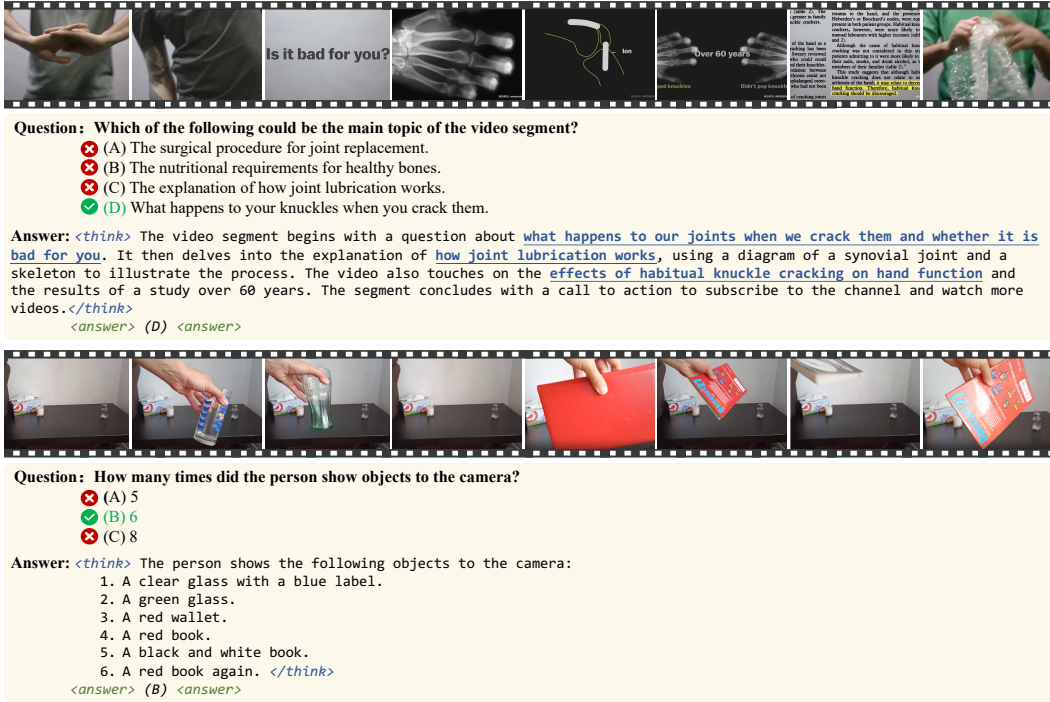 Is it bad for you?
Ion
Over 60 years
Didn't pop knuckles
Question: Which of the following could be the main topic of the video segment?
(A) The surgical procedure for joint replacement.
(B) The nutritional requirements for healthy bones.
(C) The explanation of how joint lubrication works.
(D) What happens to your knuckles when you crack them.
Answer: <think> The video segment begins with a question about what happens to our joints when we crack them and whether it is
bad for you. It then delves into the explanation of how joint lubrication works, using a diagram of a synovial joint and a
skeleton to illustrate the process. The video also touches on the effects of habitual knuckle cracking on hand function and
the results of a study over 60 years. The segment concludes with a call to action to subscribe to the channel and watch more
videos.</think>
<answer> (D) <answer>
Question: How many times did the person show objects to the camera?
(A) 5
(B) 6
(C) 8
Answer: <think> The person shows the following objects to the camera:
1. A clear glass with a blue label.
2. A green glass.
3. A red wallet.
4. A red book.
5. A black and white book.
6. A red book again. </think>
<answer> (B) <answer>